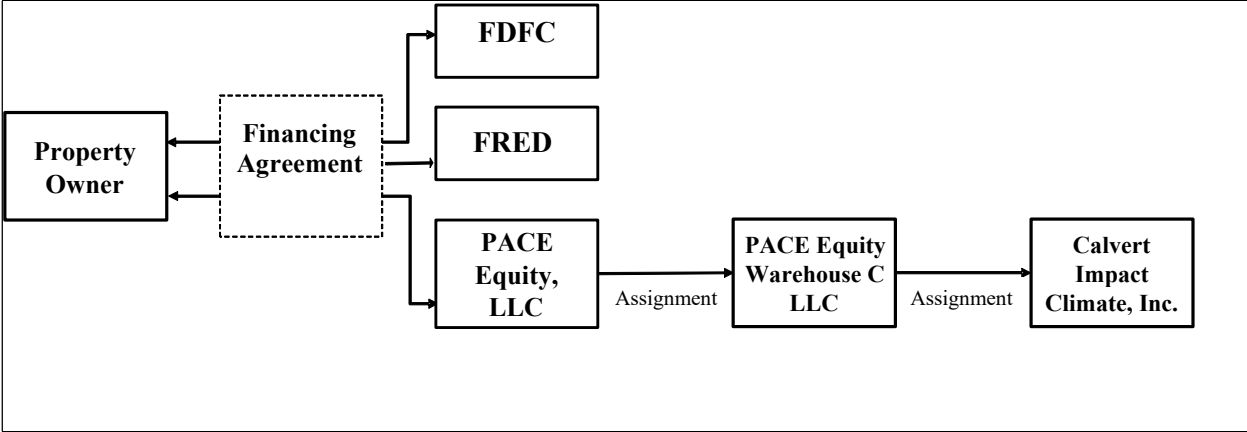 FDFC
Financing
Agreement
FRED
Property
Owner
PACE
Equity,
LLC
Assignment
PACE Equity
Warehouse C
LLC
Assignment
Calvert
Impact
Climate, Inc.